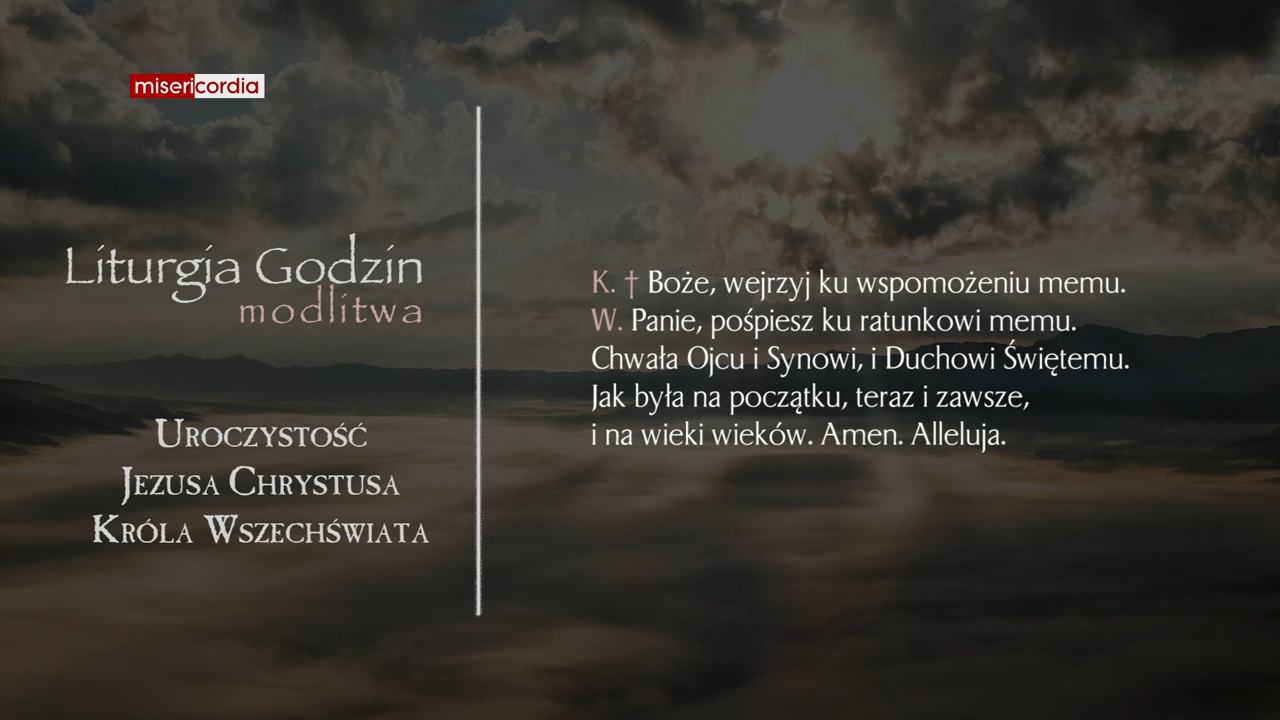 misericordia
Liturgia Godzin
modlitwa
Uroczystość
Jezusa Chrystusa
Króla Wszechświata
K. † Boże, wejrzyj ku wspomożeniu memu.
W. Panie, pośpiesz ku ratunkowi memu.
Chwała Ojcu i Synowi, i Duchowi Świętemu.
Jak była na początku, teraz i zawsze,
i na wieki wieków. Amen. Alleluja.